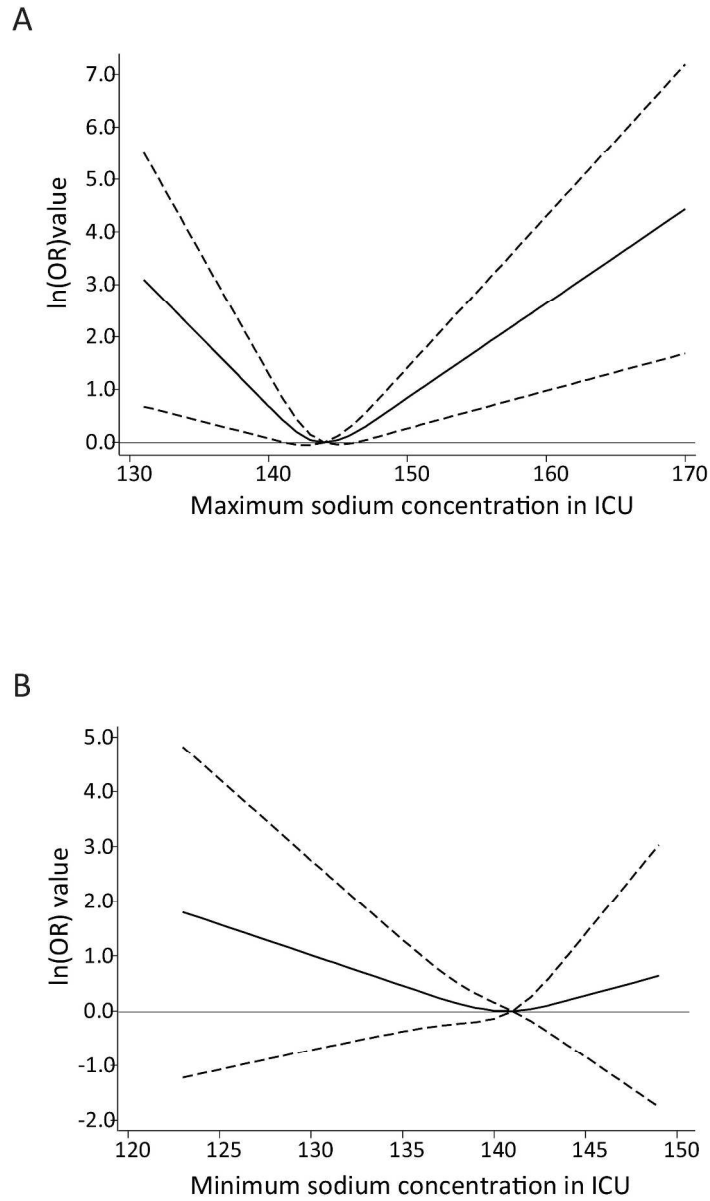 A
7.0
6.0
5.0
4.0
3.0
2.0
1.0
0.0
ln(OR)value
130 140 150 160 170
Maximum sodium concentration in ICU
B
5.0
4.0
3.0
2.0
1.0
0.0
-1.0
-2.0
ln(OR) value
120 125 130 135 140 145 150
Minimum sodium concentration in ICU